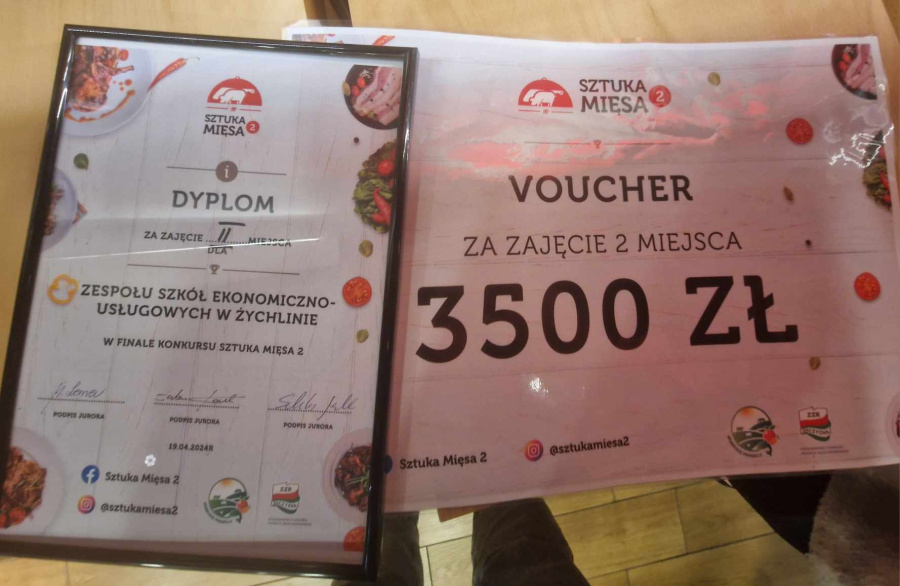 SZTUKA
MIĘSA 2
i
DYPLOM
ZA ZAJĘCIE ...II... MIEJSCA
DLA
ZESPOŁU SZKÓŁ EKONOMICZNO-
USŁUGOWYCH W ŻYCHLINIE
W FINALE KONKURSU SZTUKA MIĘSA 2
PODPIS JURORA
PODPIS JURORA
PODPIS JURORA
19.04.2024R
Sztuka Mięsa 2
@sztukamiesa2
ZZR
SZTUKA
MIĘSA 2
VOUCHER
ZA ZAJĘCIE 2 MIEJSCA
3500 ZŁ
Sztuka Mięsa 2
@sztukamiesa2
ZZR